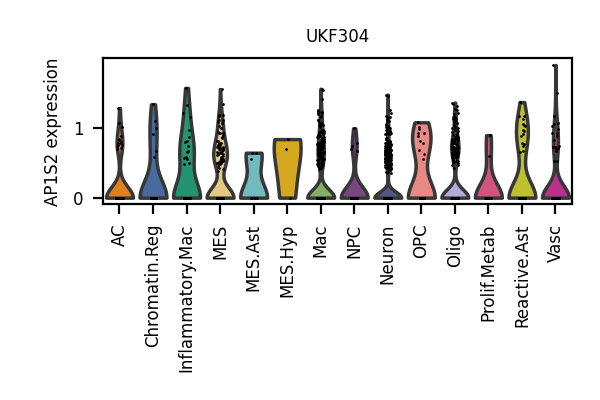 UKF304
AP1S2 expression
1
0
AC
Chromatin.Reg
Inflammatory.Mac
MES
MES.Ast
MES.Hyp
Mac
NPC
Neuron
OPC
Oligo
Prolif.Metab
Reactive.Ast
Vasc